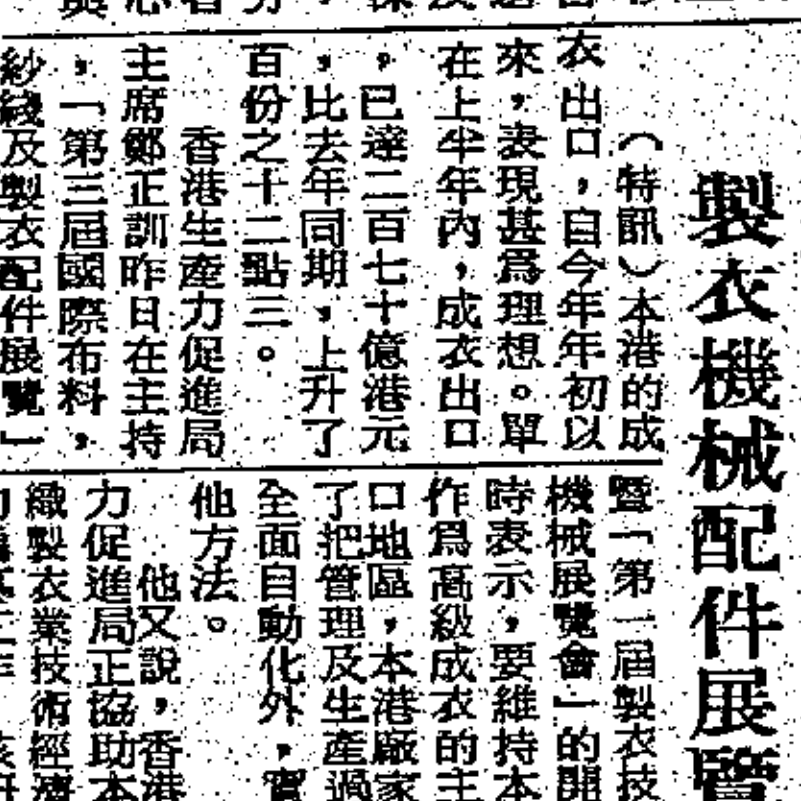 製衣機械配件展覽
（特訊）本港的成
衣出口，自今年年初以
來，表現甚爲理想。單
在上半年內，成衣出口
，已達二百七十億港元
，比去年同期，上升了
百份之十二點三。
香港生產力促進局
主席鄭正訓昨日在主持
，「第三屆國際布料，
紗綫及製衣配件展覽」
暨「第一屆製衣技
機械展覽會」的開
時表示，要維持本
作爲高級成衣的主
口地區，本港廠家
了把管理及生產過
全面自動化外，實
他方法。
他又說，香港
力促進局正協助本
織製衣業技術經濟